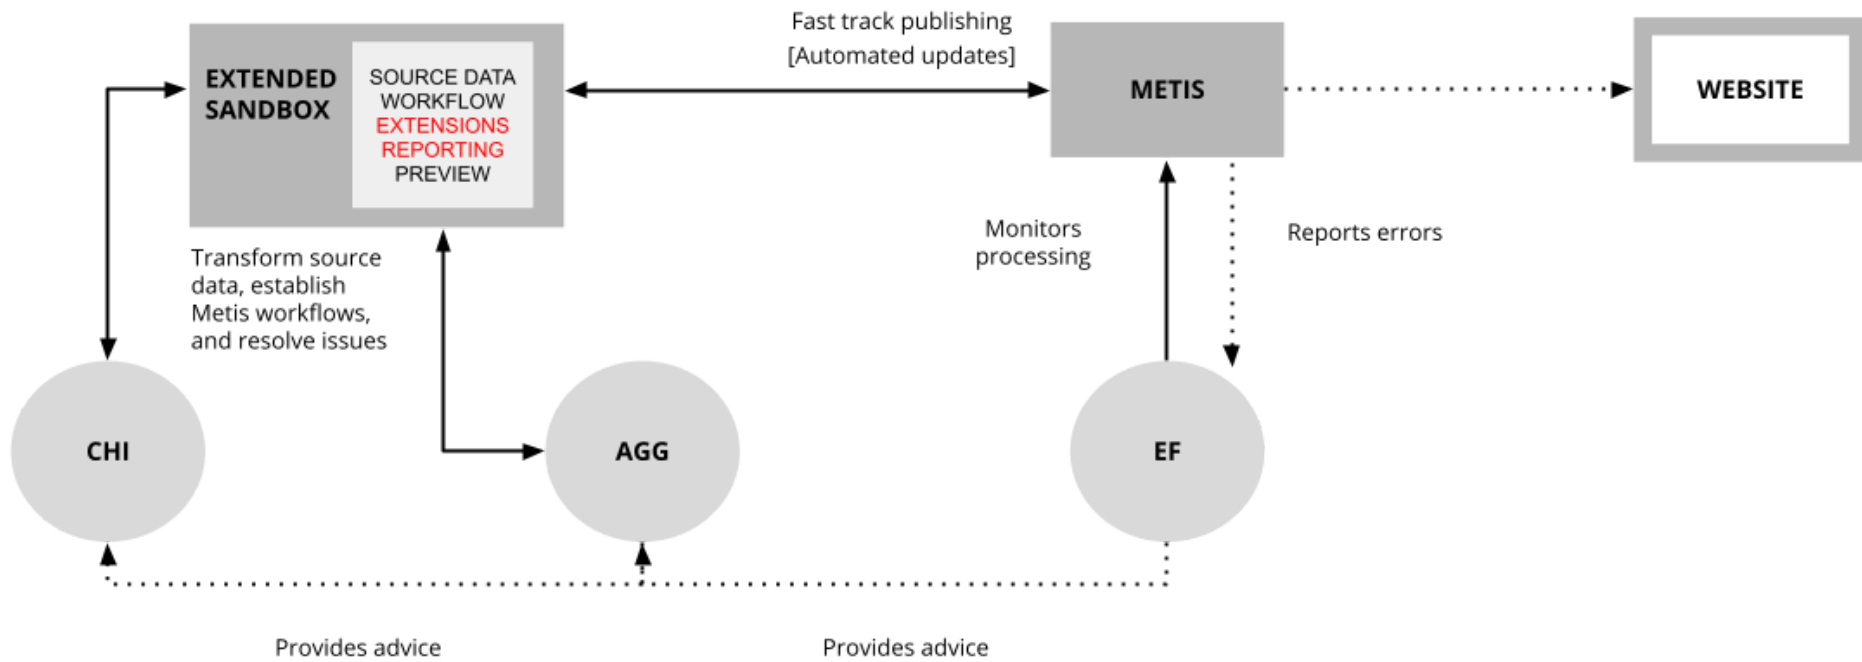 Fast track publishing
[Automated updates]
EXTENDED
SANDBOX
SOURCE DATA
WORKFLOW
EXTENSIONS
REPORTING
PREVIEW
METIS
WEBSITE
Transform source
data, establish
Metis workflows,
and resolve issues
Monitors
processing
Reports errors
CHI
AGG
EF
Provides advice
Provides advice